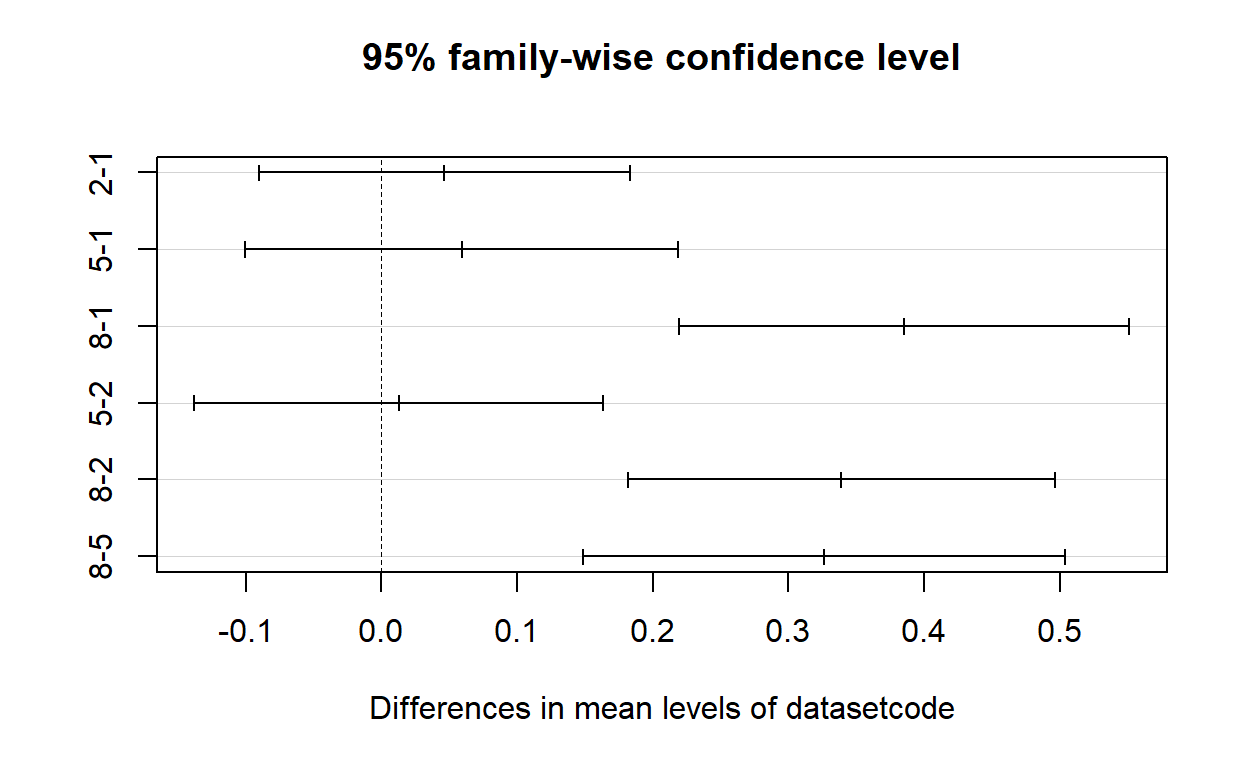 95% family-wise confidence level
2-1
5-1
8-1
5-2
8-2
8-5
-0.1 0.0 0.1 0.2 0.3 0.4 0.5
Differences in mean levels of datasetcode